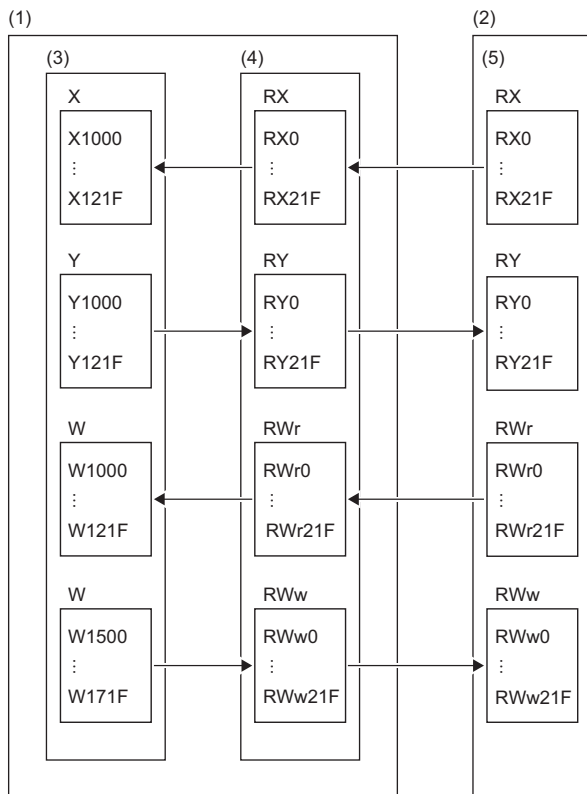 (1)
(2)
(3)
(4)
(5)
X
RX
RX
X1000
⋮
X121F
RX0
⋮
RX21F
RX0
⋮
RX21F
Y
RY
RY
Y1000
⋮
Y121F
RY0
⋮
RY21F
RY0
⋮
RY21F
W
RWr
RWr
W1000
⋮
W121F
RWr0
⋮
RWr21F
RWr0
⋮
RWr21F
W
RWw
RWw
W1500
⋮
W171F
RWw0
⋮
RWw21F
RWw0
⋮
RWw21F